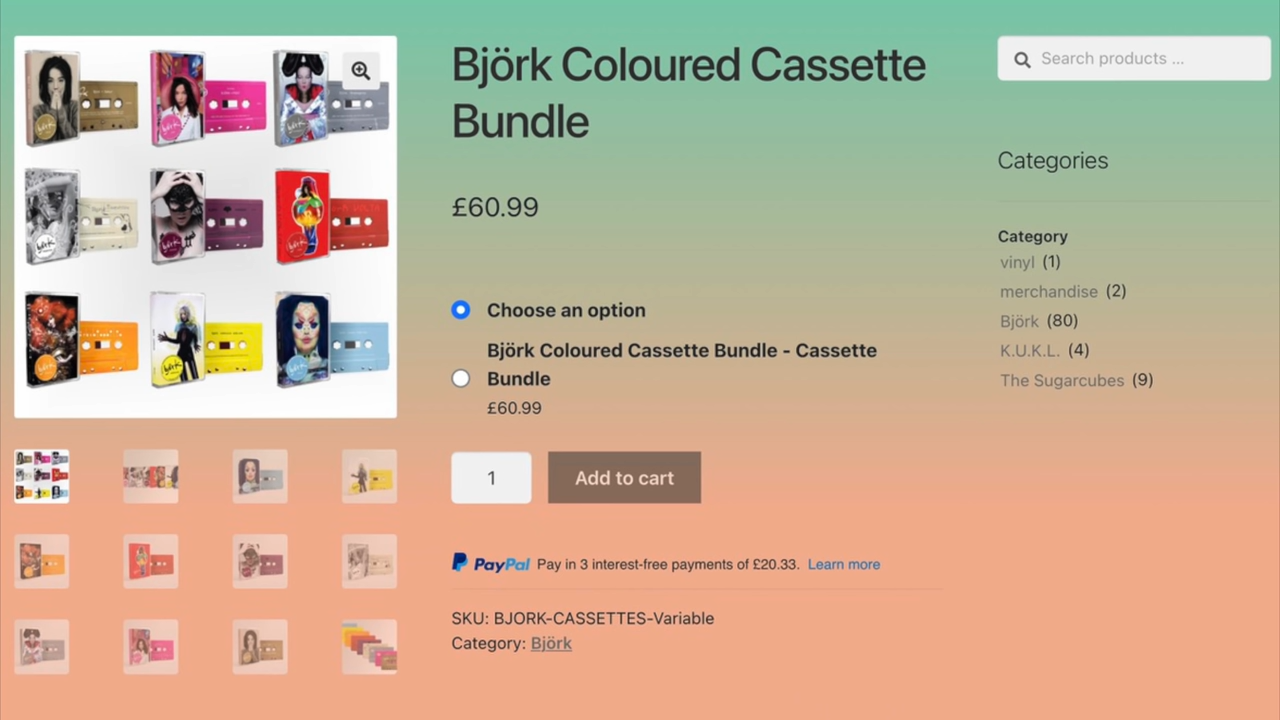 Björk Coloured Cassette
Bundle
£60.99
Choose an option
Björk Coloured Cassette Bundle - Cassette
Bundle
£60.99
1
Add to cart
PayPal Pay in 3 interest-free payments of £20.33. Learn more
SKU: BJORK-CASSETTES-Variable
Category: Björk
Search products ...
Categories
Category
vinyl (1)
merchandise (2)
Björk (80)
K.U.K.L. (4)
The Sugarcubes (9)